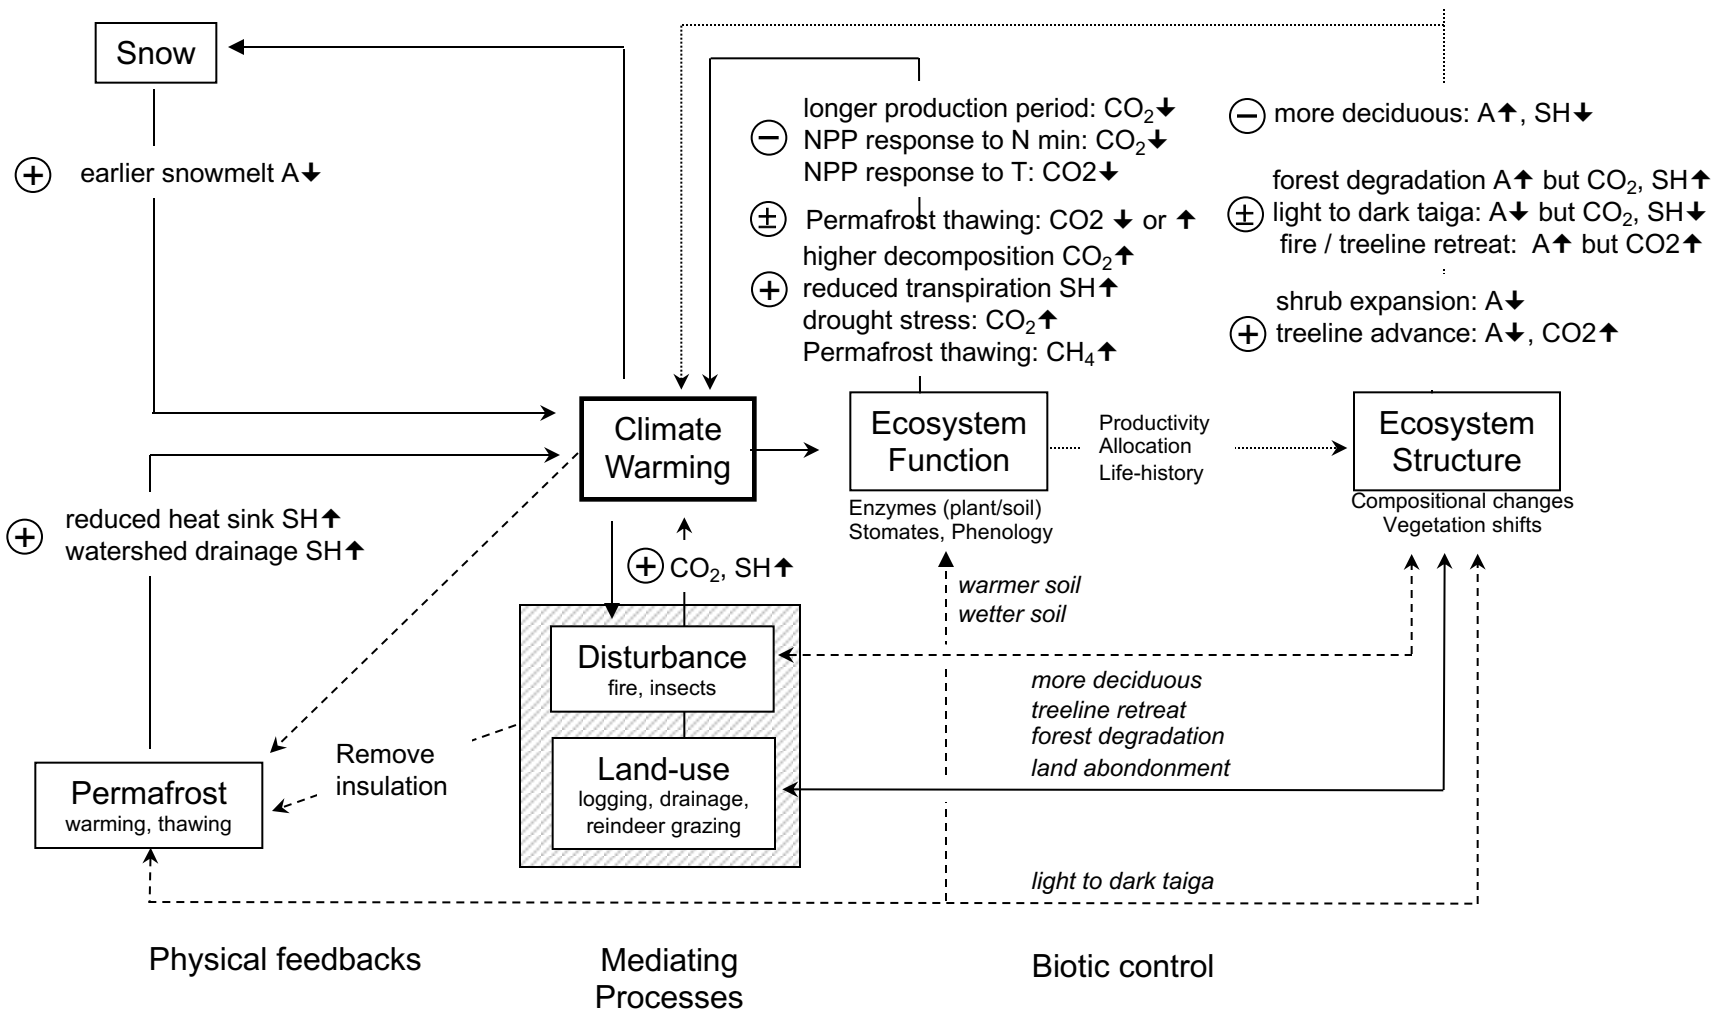 Snow
⊕ earlier snowmelt A↓
longer production period: CO₂↓
⊖ NPP response to N min: CO₂↓
NPP response to T: CO2↓
⊕ reduced heat sink SH↑
watershed drainage SH↑
± Permafrost thawing: CO2 ↓ or ↑
higher decomposition CO₂↑
⊕ reduced transpiration SH↑
drought stress: CO₂↑
Permafrost thawing: CH₄↑
⊖ more deciduous: A↑, SH↓
forest degradation A↑ but CO₂, SH↑
± light to dark taiga: A↓ but CO₂, SH↓
fire / treeline retreat: A↑ but CO2↑
shrub expansion: A↓
⊕ treeline advance: A↓, CO2↑
Climate
Warming
Ecosystem
Function
Enzymes (plant/soil)
Stomates, Phenology
Productivity
Allocation
Life-history
Ecosystem
Structure
Compositional changes
Vegetation shifts
⊕ CO₂, SH↑
warmer soil
wetter soil
Disturbance
fire, insects
more deciduous
treeline retreat
forest degradation
land abondonment
Remove
insulation
Land-use
logging, drainage,
reindeer grazing
Permafrost
warming, thawing
light to dark taiga
Physical feedbacks
Mediating
Processes
Biotic control